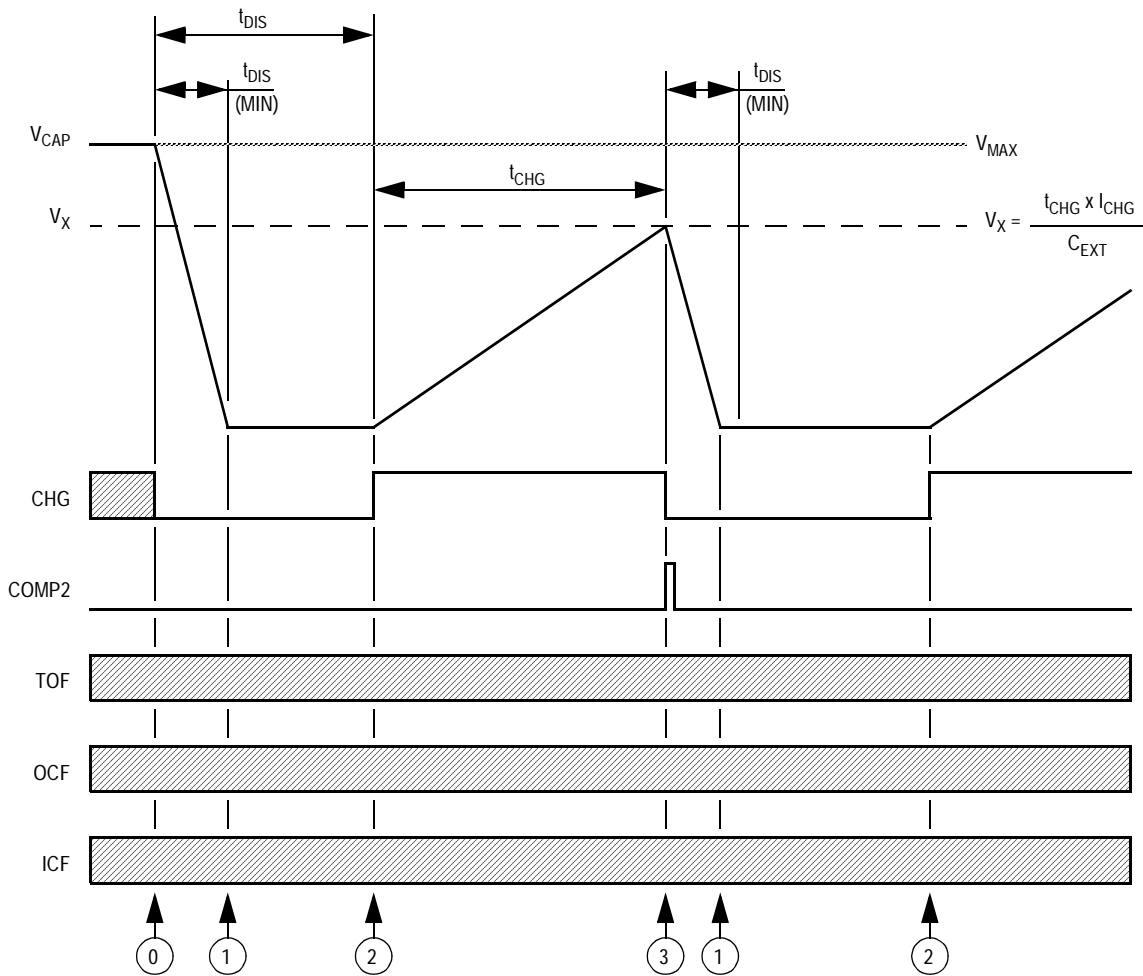 tDIS
tDIS
(MIN)
tDIS
(MIN)
VCAP
VMAX
tCHG
VX
VX = tCHG x ICHG
CEXT
CHG
COMP2
TOF
OCF
ICF
0 1 2 3 1 2